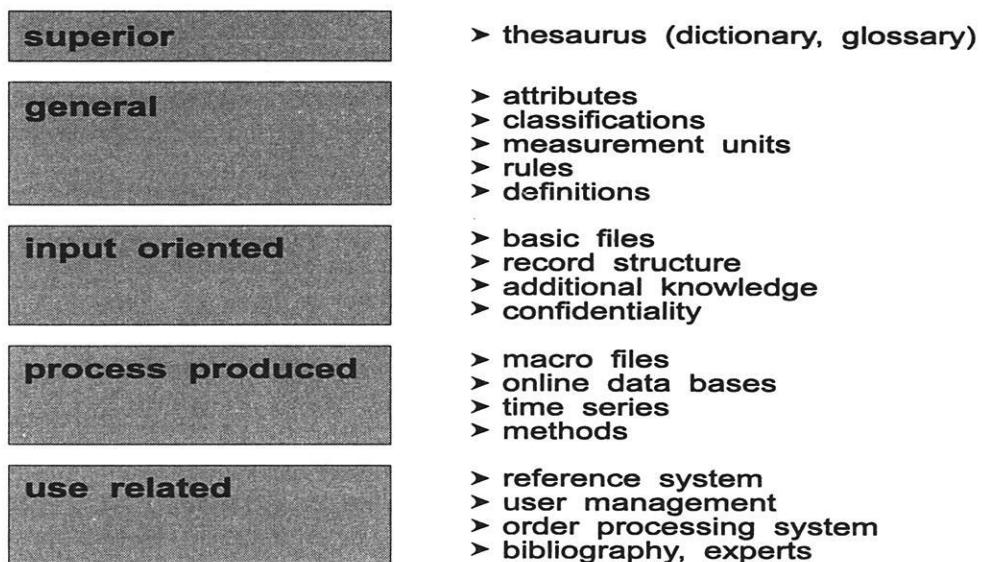 superior
➢ thesaurus (dictionary, glossary)
general
➢ attributes
➢ classifications
➢ measurement units
➢ rules
➢ definitions
input oriented
➢ basic files
➢ record structure
➢ additional knowledge
➢ confidentiality
process produced
➢ macro files
➢ online data bases
➢ time series
➢ methods
use related
➢ reference system
➢ user management
➢ order processing system
➢ bibliography, experts